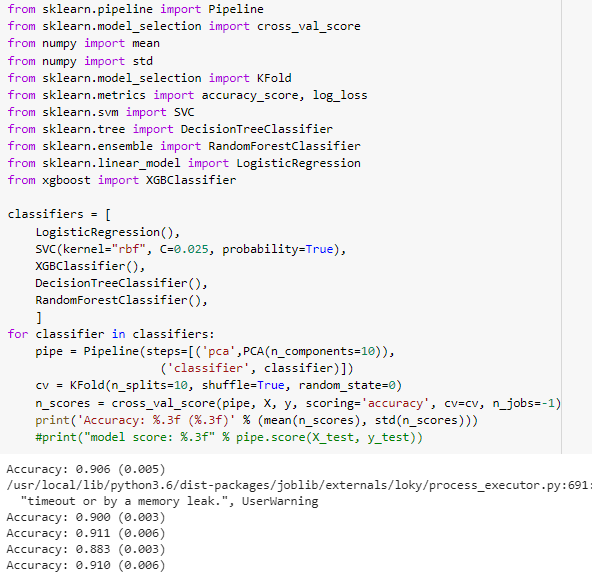 from sklearn.pipeline import Pipeline
from sklearn.model_selection import cross_val_score
from numpy import mean
from numpy import std
from sklearn.model_selection import KFold
from sklearn.metrics import accuracy_score, log_loss
from sklearn.svm import SVC
from sklearn.tree import DecisionTreeClassifier
from sklearn.ensemble import RandomForestClassifier
from sklearn.linear_model import LogisticRegression
from xgboost import XGBClassifier

classifiers = [
    LogisticRegression(),
    SVC(kernel="rbf", C=0.025, probability=True),
    XGBClassifier(),
    DecisionTreeClassifier(),
    RandomForestClassifier(),
    ]
for classifier in classifiers:
    pipe = Pipeline(steps=[('pca',PCA(n_components=10)),
                      ('classifier', classifier)])
    cv = KFold(n_splits=10, shuffle=True, random_state=0)
    n_scores = cross_val_score(pipe, X, y, scoring='accuracy', cv=cv, n_jobs=-1)
    print('Accuracy: %.3f (%.3f)' % (mean(n_scores), std(n_scores)))
    #print("model score: %.3f" % pipe.score(X_test, y_test))
Accuracy: 0.906 (0.005)
/usr/local/lib/python3.6/dist-packages/joblib/externals/loky/process_executor.py:691:
  "timeout or by a memory leak.", UserWarning
Accuracy: 0.900 (0.003)
Accuracy: 0.911 (0.006)
Accuracy: 0.883 (0.003)
Accuracy: 0.910 (0.006)